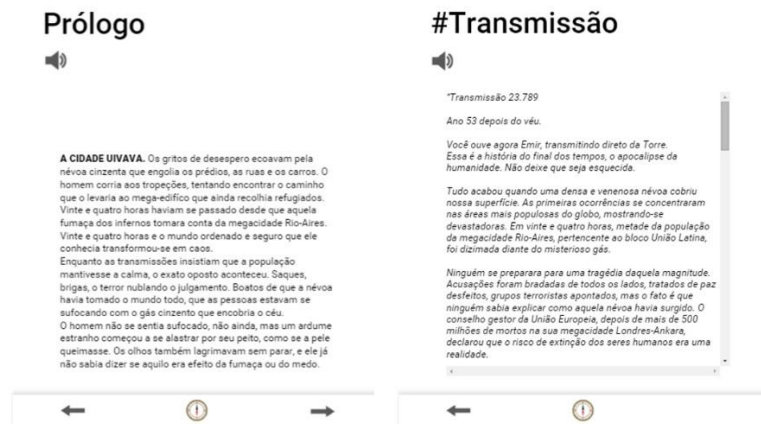 Prólogo
A CIDADE UIVAVA. Os gritos de desespero ecoavam pela
névoa cinzenta que engolia os prédios, as ruas e os carros. O
homem corria aos tropeções, tentando encontrar o caminho
que o levaria ao mega-edifíco que ainda recolhia refugiados.
Vinte e quatro horas haviam se passado desde que aquela
fumaça dos infernos tomara conta da megacidade Rio-Aires.
Vinte e quatro horas e o mundo ordenado e seguro que ele
conhecia transformou-se em caos.
Enquanto as transmissões insistiam que a população
mantivesse a calma, o exato oposto aconteceu. Saques,
brigas, o terror nublando o julgamento. Boatos de que a névoa
havia tomado o mundo todo, que as pessoas estavam se
sufocando com o gás cinzento que encobria o céu.
O homem não se sentia sufocado, não ainda, mas um ardume
estranho começou a se alastrar por seu peito, como se a pele
queimasse. Os olhos também lagrimavam sem parar, e ele já
não sabia dizer se aquilo era efeito da fumaça ou do medo.
#Transmissão
"Transmissão 23.789
Ano 53 depois do véu.
Você ouve agora Emir, transmitindo direto da Torre.
Essa é a história do final dos tempos, o apocalipse da
humanidade. Não deixe que seja esquecida.
Tudo acabou quando uma densa e venenosa névoa cobriu
nossa superfície. As primeiras ocorrências se concentraram
nas áreas mais populosas do globo, mostrando-se
devastadoras. Em vinte e quatro horas, metade da população
da megacidade Rio-Aires, pertencente ao bloco União Latina,
foi dizimada diante do misterioso gás.
Ninguém se preparara para uma tragédia daquela magnitude.
Acusações foram bradadas de todos os lados, tratados de paz
desfeitos, grupos terroristas apontados, mas o fato é que
ninguém sabia explicar como aquela névoa havia surgido. O
conselho gestor da União Europeia, depois de mais de 500
milhões de mortos na sua megacidade Londres-Ankara,
declarou que o risco de extinção dos seres humanos era uma
realidade.